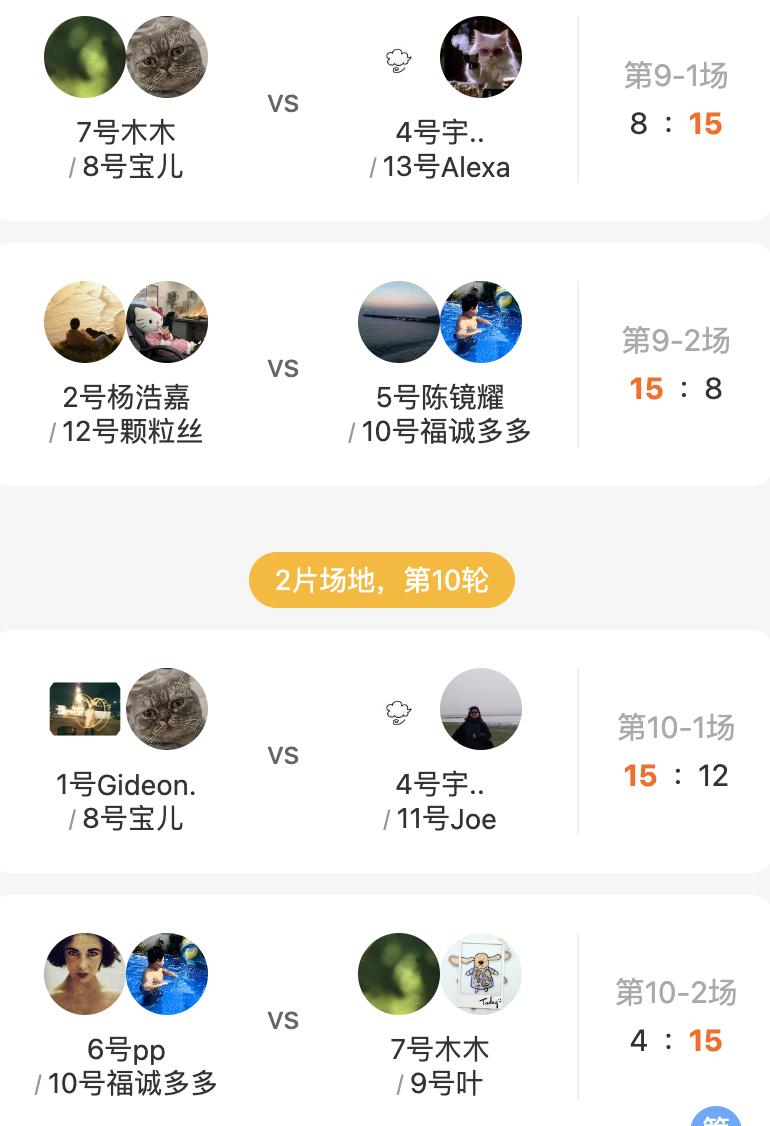 7号木木
/ 8号宝儿
vs
4号宇..
/ 13号Alexa
第9-1场
8 : 15
2号杨浩嘉
/ 12号颗粒丝
vs
5号陈镜耀
/ 10号福诚多多
第9-2场
15 : 8
2片场地，第10轮
1号Gideon.
/ 8号宝儿
vs
4号宇..
/ 11号Joe
第10-1场
15 : 12
6号pp
/ 10号福诚多多
vs
7号木木
/ 9号叶
Today
第10-2场
4 : 15